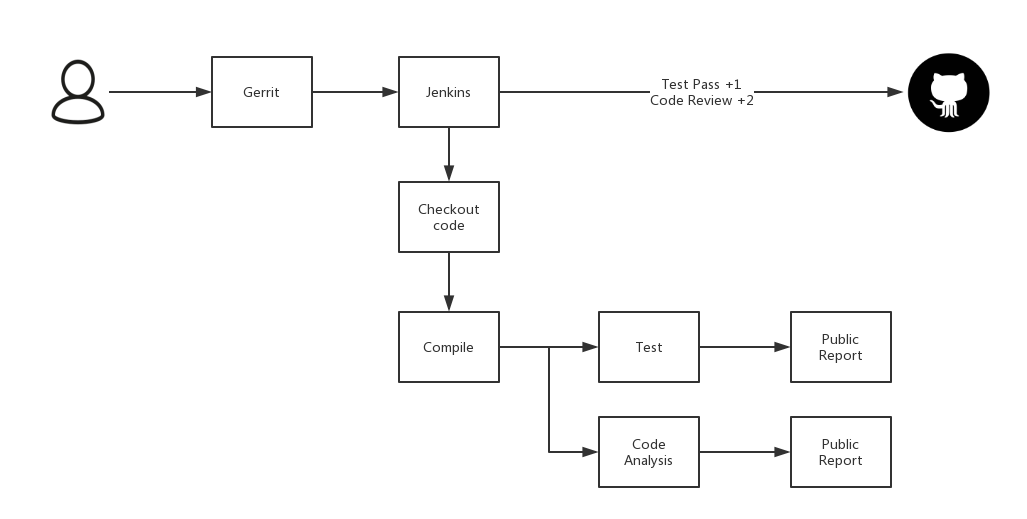 Gerrit
Jenkins
Test Pass +1
Code Review +2
Checkout
code
Compile
Test
Public
Report
Code
Analysis
Public
Report